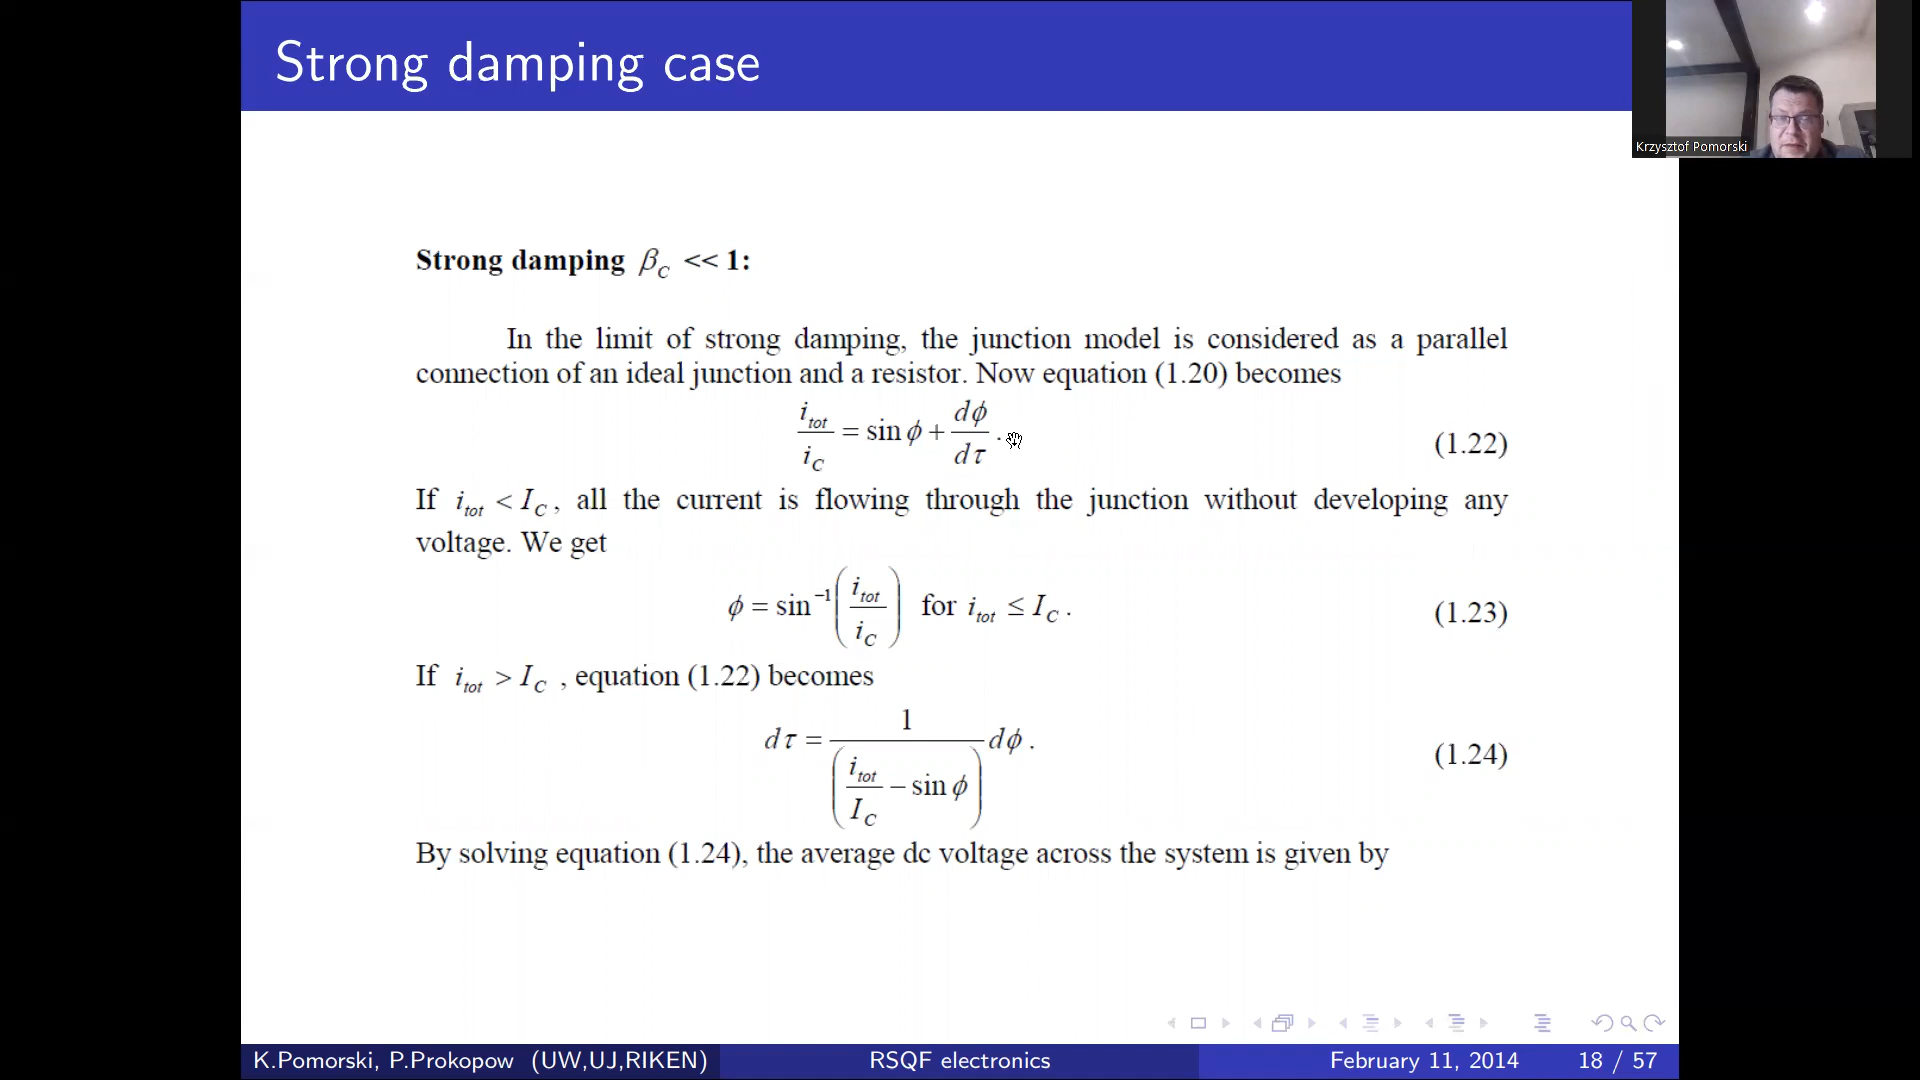 Strong damping case
Krzysztof Pomorski
Strong damping β_C << 1:
In the limit of strong damping, the junction model is considered as a parallel
connection of an ideal junction and a resistor. Now equation (1.20) becomes
i_tot / i_C = sin ϕ + dϕ / dτ . (1.22)
If i_tot < I_C, all the current is flowing through the junction without developing any
voltage. We get
ϕ = sin⁻¹ ( i_tot / i_C ) for i_tot ≤ I_C . (1.23)
If i_tot > I_C , equation (1.22) becomes
dτ = 1 / ( i_tot / I_C − sin ϕ ) dϕ . (1.24)
By solving equation (1.24), the average dc voltage across the system is given by
K.Pomorski, P.Prokopow (UW,UJ,RIKEN) RSQF electronics February 11, 2014 18 / 57